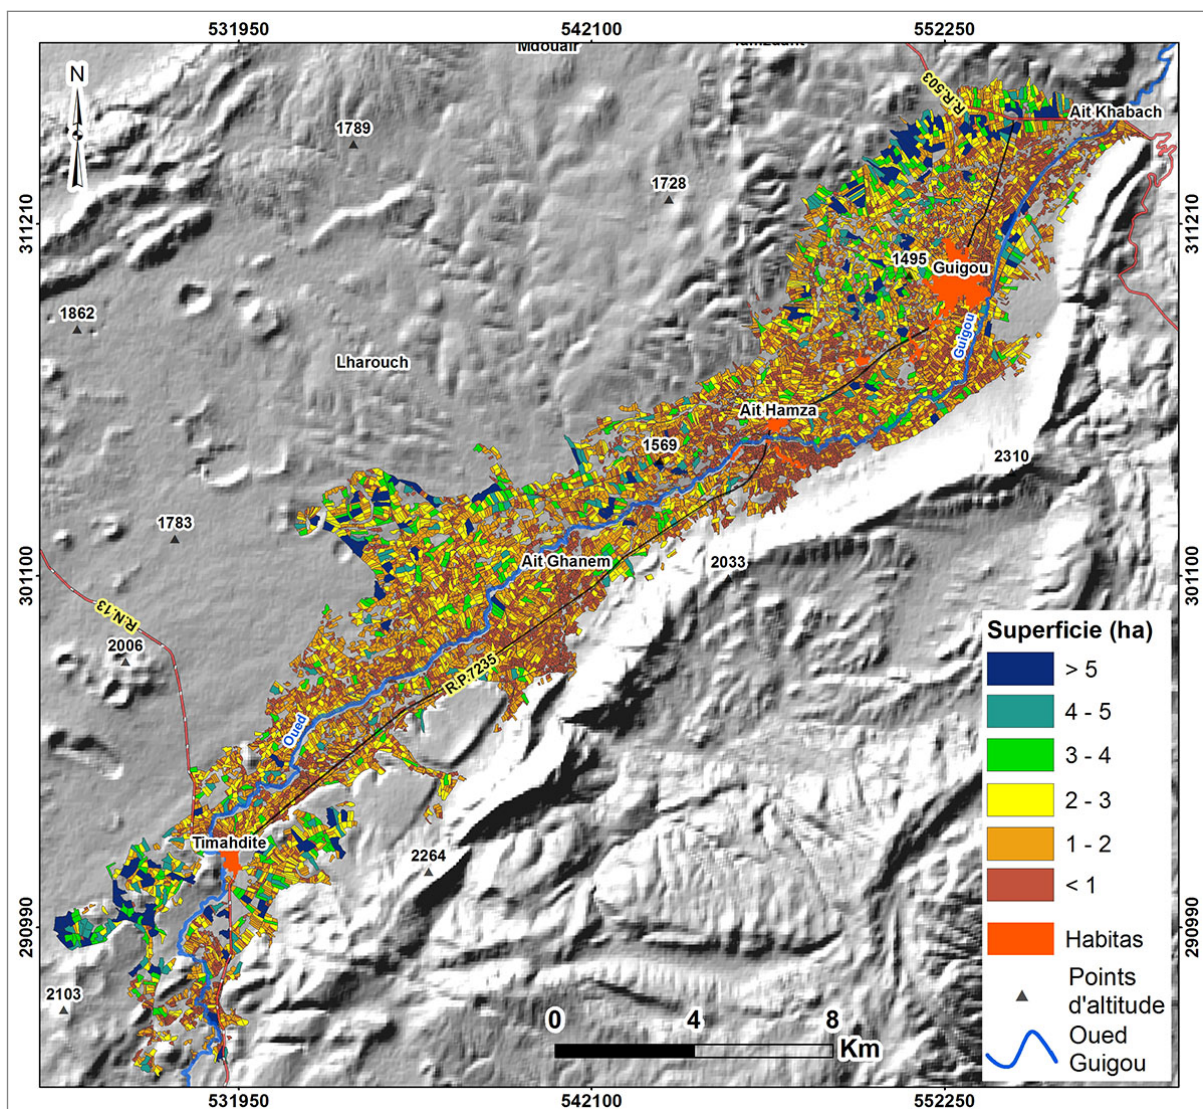 531950 542100 552250
N
Mdouair
R.R.503
Ait Khabach
1789
1728
311210
311210
1495
Guigou
1862
Guigou
Lharouch
Ait Hamza
1569
2310
1783
Ait Ghanem
2033
301100
301100
R.N.13
2006
R.P.7235
Oued
Timahdite
2264
290990
290990
2103
Superficie (ha)
> 5
4 - 5
3 - 4
2 - 3
1 - 2
< 1
Habitas
Points
d'altitude
Oued
Guigou
0 4 8
Km
531950 542100 552250